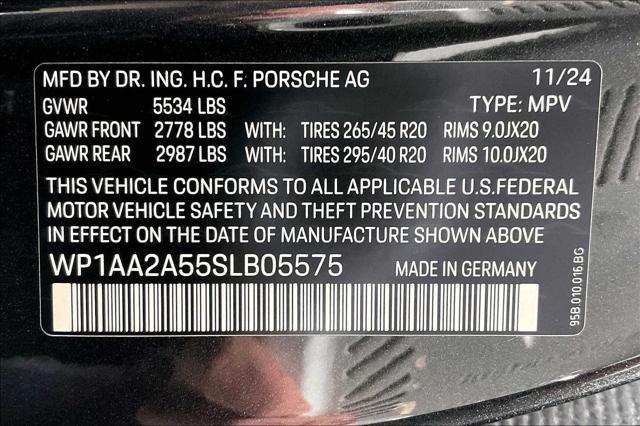 MFD BY DR. ING. H.C. F. PORSCHE AG 11/24
GVWR 5534 LBS TYPE: MPV
GAWR FRONT 2778 LBS WITH: TIRES 265/45 R20 RIMS 9.0JX20
GAWR REAR 2987 LBS WITH: TIRES 295/40 R20 RIMS 10.0JX20
THIS VEHICLE CONFORMS TO ALL APPLICABLE U.S.FEDERAL
MOTOR VEHICLE SAFETY AND THEFT PREVENTION STANDARDS
IN EFFECT ON THE DATE OF MANUFACTURE SHOWN ABOVE.
WP1AA2A55SLB05575 MADE IN GERMANY
95B.010.016.BG